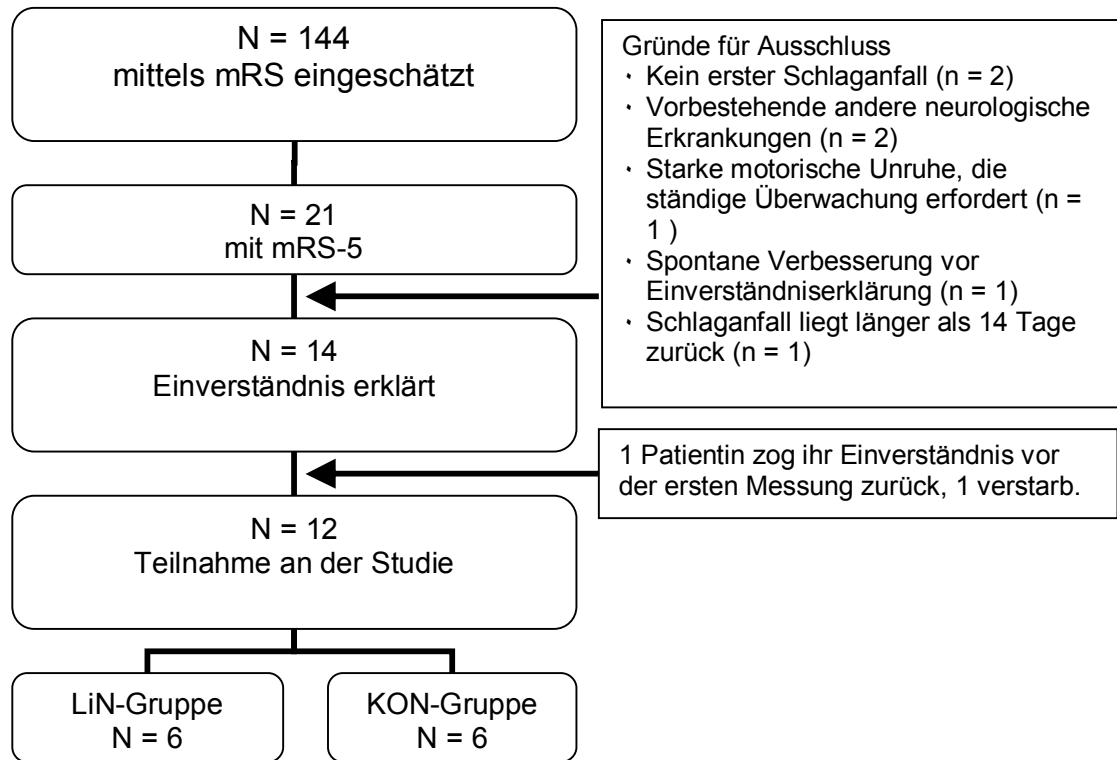 N = 144
mittels mRS eingeschätzt
N = 21
mit mRS-5
Gründe für Ausschluss
· Kein erster Schlaganfall (n = 2)
· Vorbestehende andere neurologische
Erkrankungen (n = 2)
· Starke motorische Unruhe, die
ständige Überwachung erfordert (n =
1 )
· Spontane Verbesserung vor
Einverständniserklärung (n = 1)
· Schlaganfall liegt länger als 14 Tage
zurück (n = 1)
N = 14
Einverständnis erklärt
1 Patientin zog ihr Einverständnis vor
der ersten Messung zurück, 1 verstarb.
N = 12
Teilnahme an der Studie
LiN-Gruppe
N = 6
KON-Gruppe
N = 6